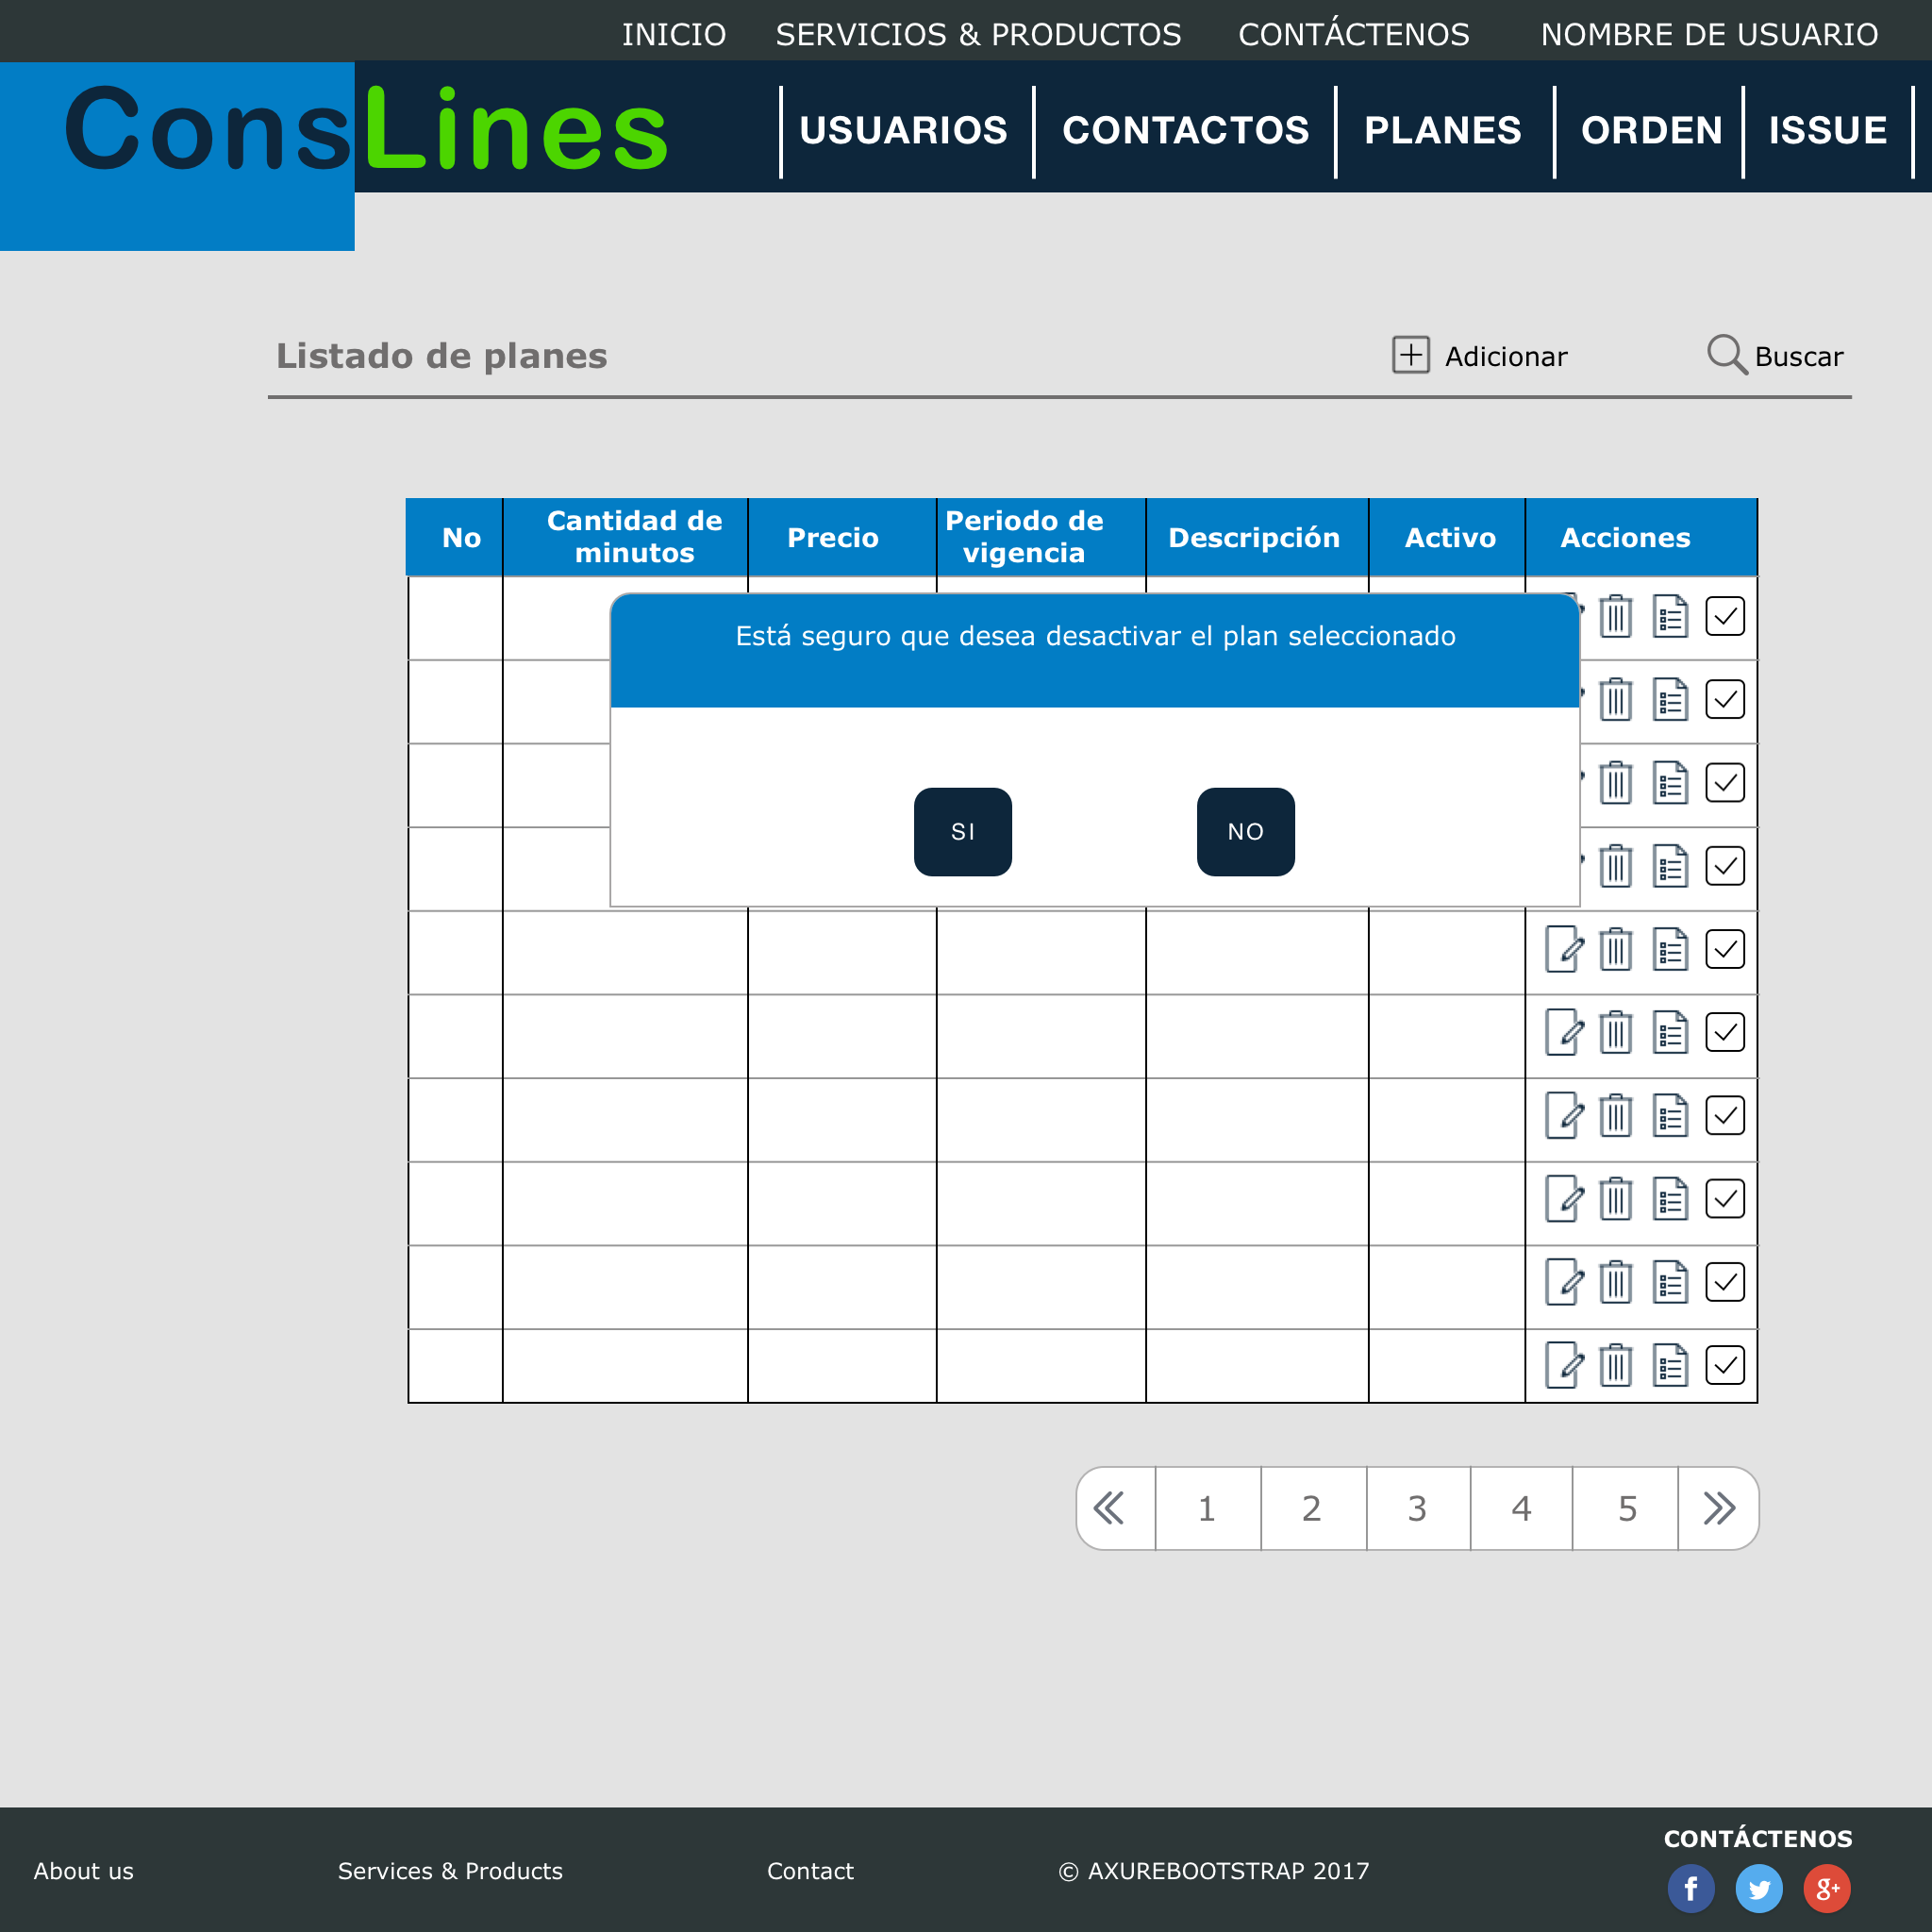 INICIO SERVICIOS & PRODUCTOS CONTÁCTENOS NOMBRE DE USUARIO
ConsLines
USUARIOS CONTACTOS PLANES ORDEN ISSUE
Listado de planes
Adicionar
Buscar
No
Cantidad de
minutos
Precio
Periodo de
vigencia
Descripción
Activo
Acciones
Está seguro que desea desactivar el plan seleccionado
SI
NO
1 2 3 4 5
CONTÁCTENOS
About us
Services & Products
Contact
© AXUREBOOTSTRAP 2017
f
g+